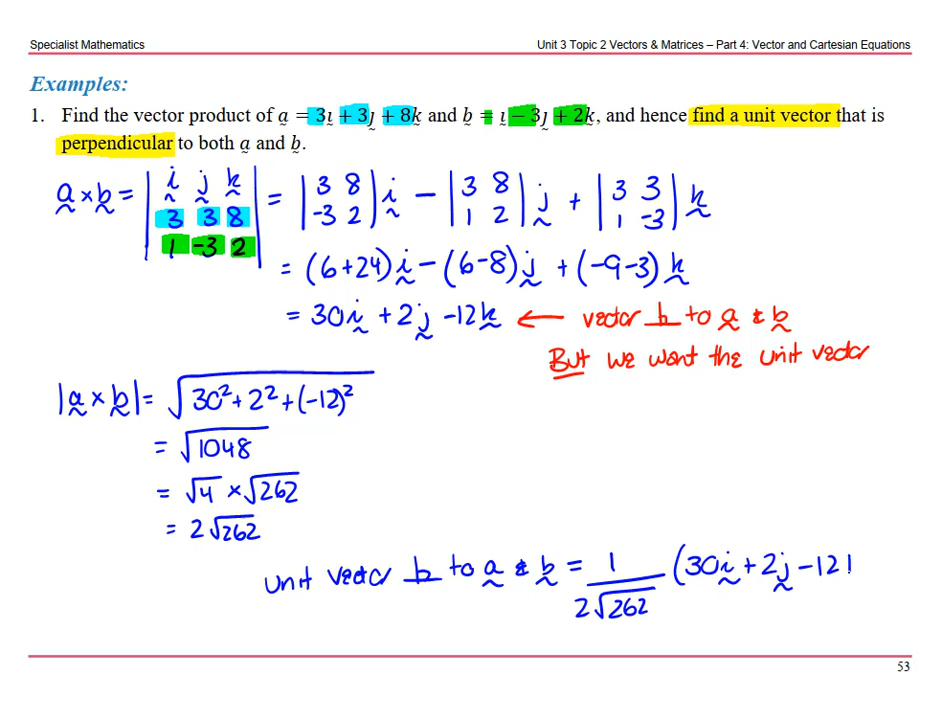 Specialist Mathematics
Unit 3 Topic 2 Vectors & Matrices – Part 4: Vector and Cartesian Equations
Examples:
1. Find the vector product of a = 3i + 3j + 8k and b = i − 3j + 2k, and hence find a unit vector that is
perpendicular to both a and b.
a × b = | i j k | = | 3 8 | i − | 3 8 | j + | 3 3 | k
| 3 3 8 | | -3 2 | | 1 2 | | 1 -3 |
| 1 -3 2 |
= (6+24) i − (6-8) j + (-9-3) k
= 30i + 2j -12k ← vector ⊥ to a & b
But we want the unit vector
|a × b| = √30² + 2² + (-12)²
= √1048
= √4 × √262
= 2√262
unit vector ⊥ to a & b = 1/2√262 (30i + 2j − 12
53